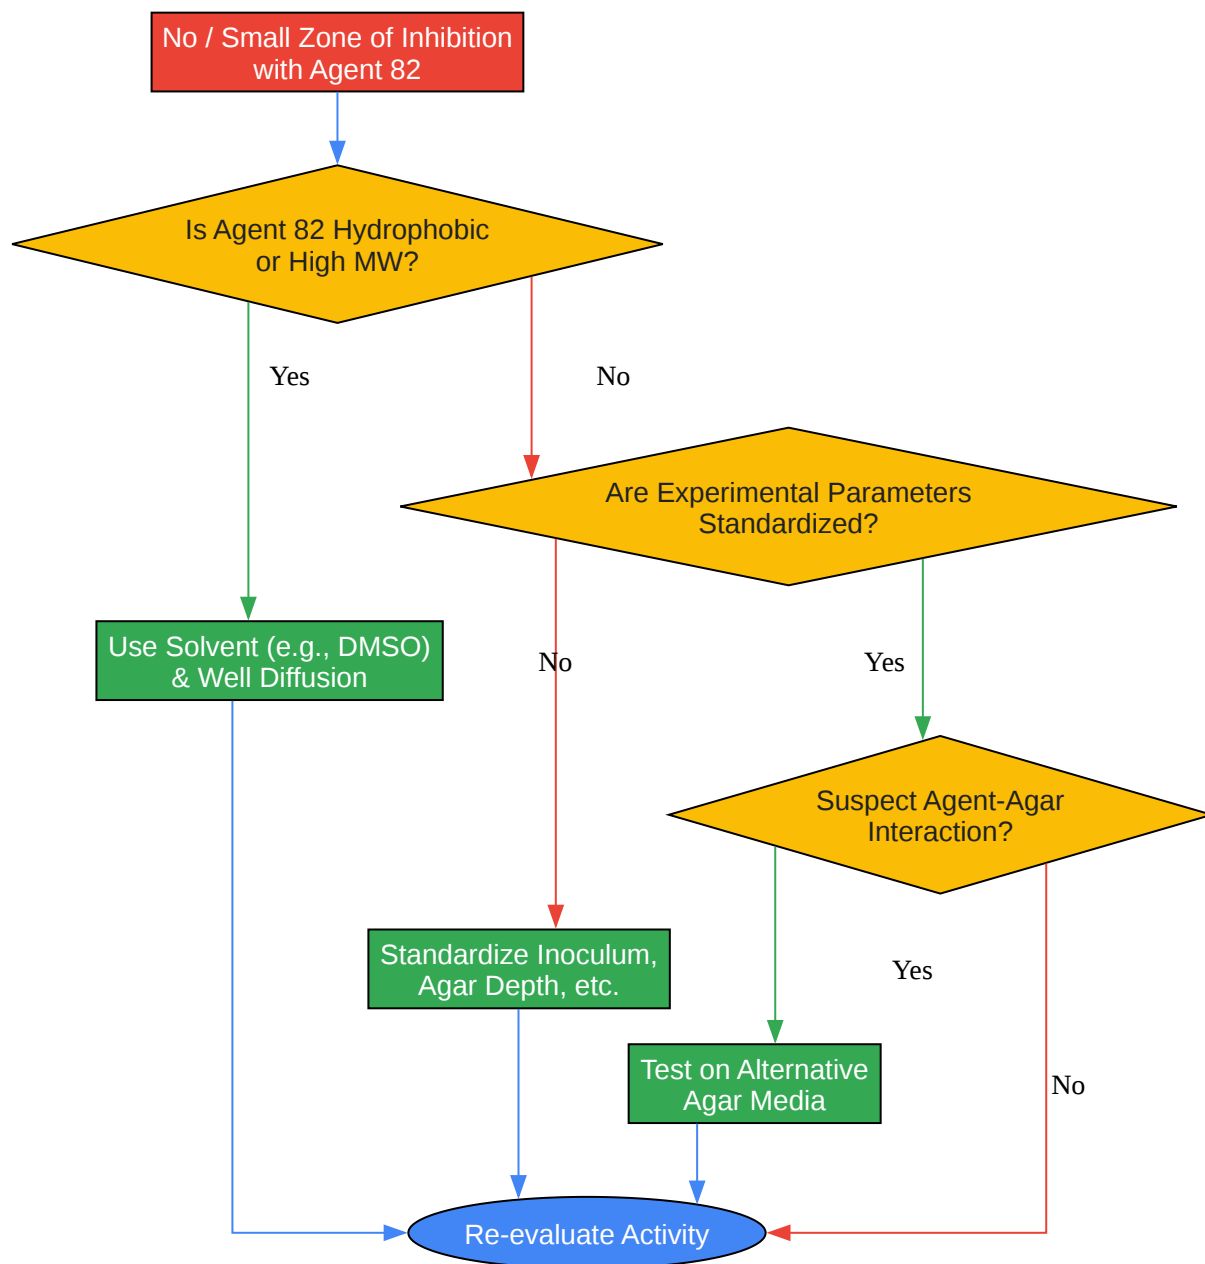 No / Small Zone of Inhibition
with Agent 82
Is Agent 82 Hydrophobic
or High MW?
Yes
No
Are Experimental Parameters
Standardized?
Use Solvent (e.g., DMSO)
& Well Diffusion
No
Yes
Suspect Agent-Agar
Interaction?
Standardize Inoculum,
Agar Depth, etc.
Yes
Test on Alternative
Agar Media
No
Re-evaluate Activity